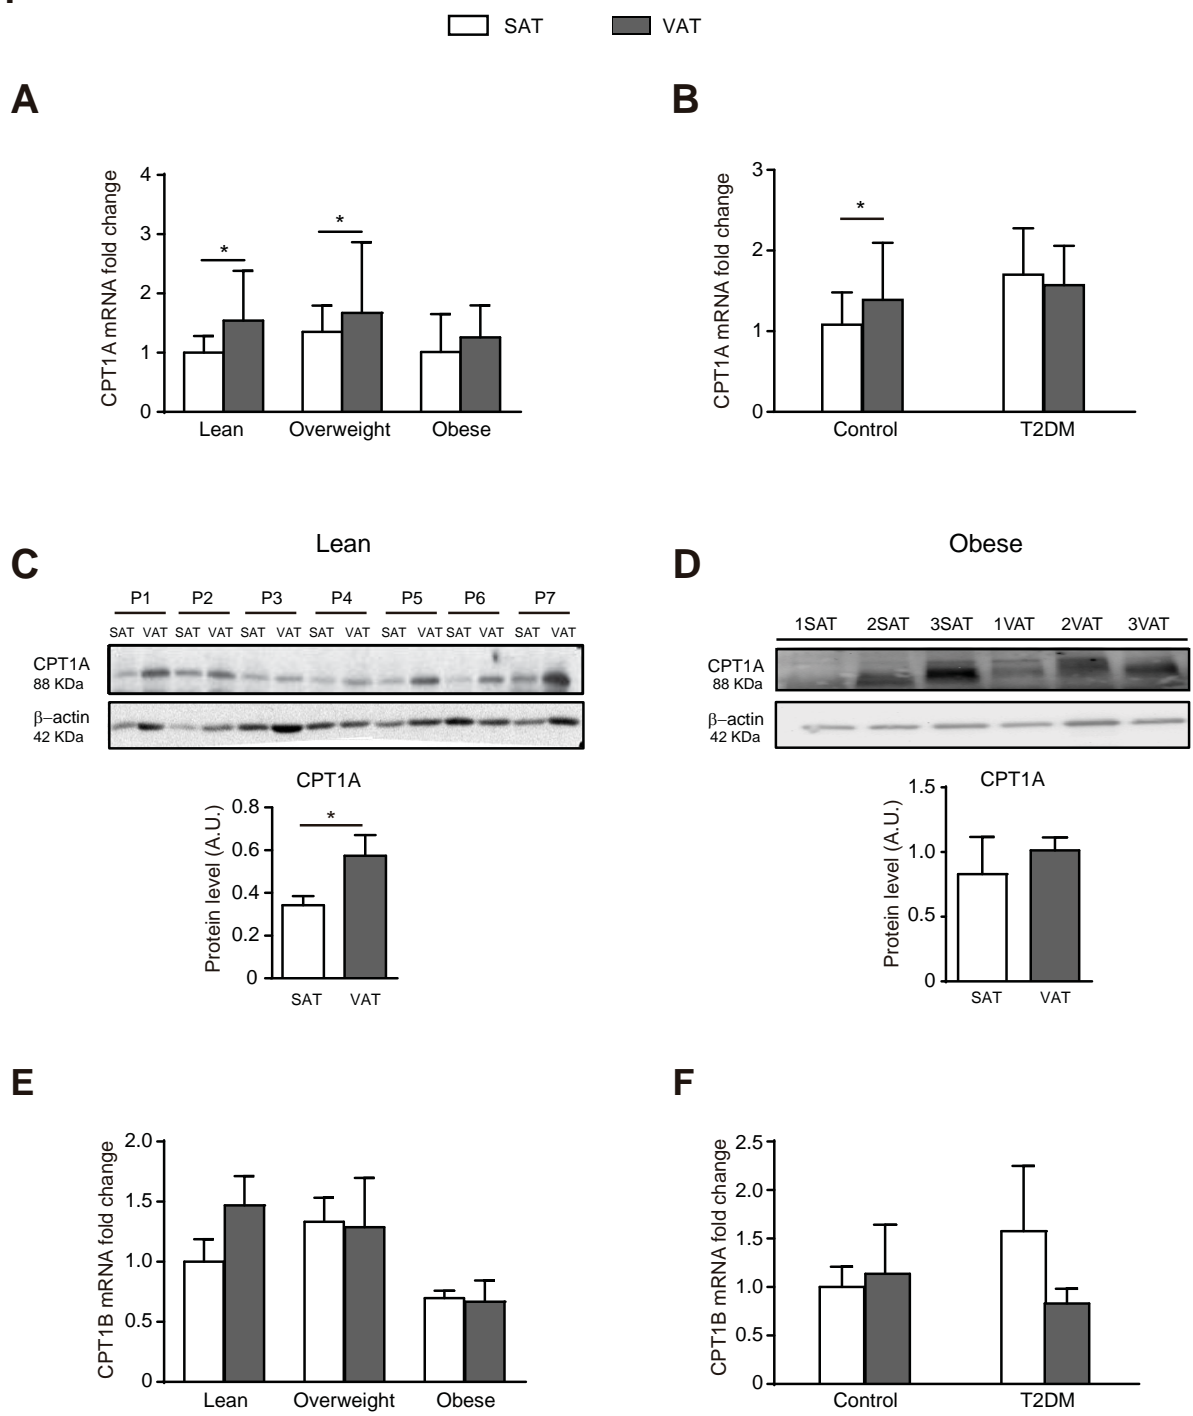 SAT VAT
A
B
CPT1A mRNA fold change
4
3
2
1
0
*
*
Lean Overweight Obese
CPT1A mRNA fold change
3
2
1
0
*
Control T2DM
C
Lean
P1 P2 P3 P4 P5 P6 P7
SAT VAT SAT VAT SAT VAT SAT VAT SAT VAT SAT VAT SAT VAT
CPT1A
88 KDa
β–actin
42 KDa
CPT1A
Protein level (A.U.)
0.8
0.6
0.4
0.2
0
*
SAT VAT
D
Obese
1SAT 2SAT 3SAT 1VAT 2VAT 3VAT
CPT1A
88 KDa
β–actin
42 KDa
CPT1A
Protein level (A.U.)
1.5
1.0
0.5
0
SAT VAT
E
CPT1B mRNA fold change
2.0
1.5
1.0
0.5
0
Lean Overweight Obese
F
CPT1B mRNA fold change
2.5
2.0
1.5
1.0
0.5
0
Control T2DM